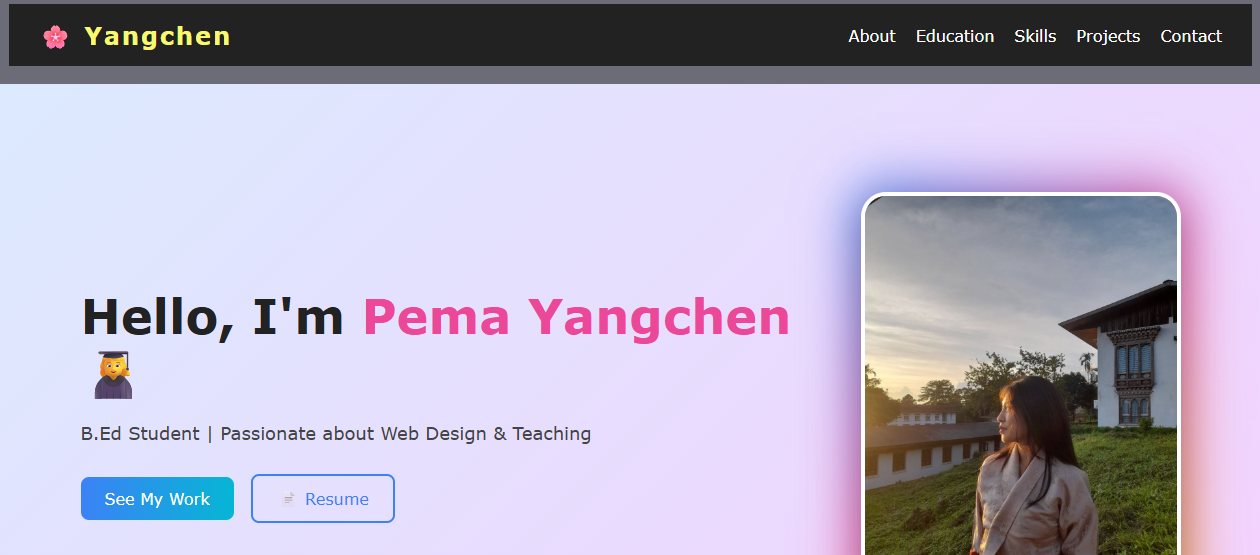 🌸 Yangchen
About Education Skills Projects Contact
Hello, I'm Pema Yangchen
👩‍🎓
B.Ed Student | Passionate about Web Design & Teaching
See My Work
📄 Resume